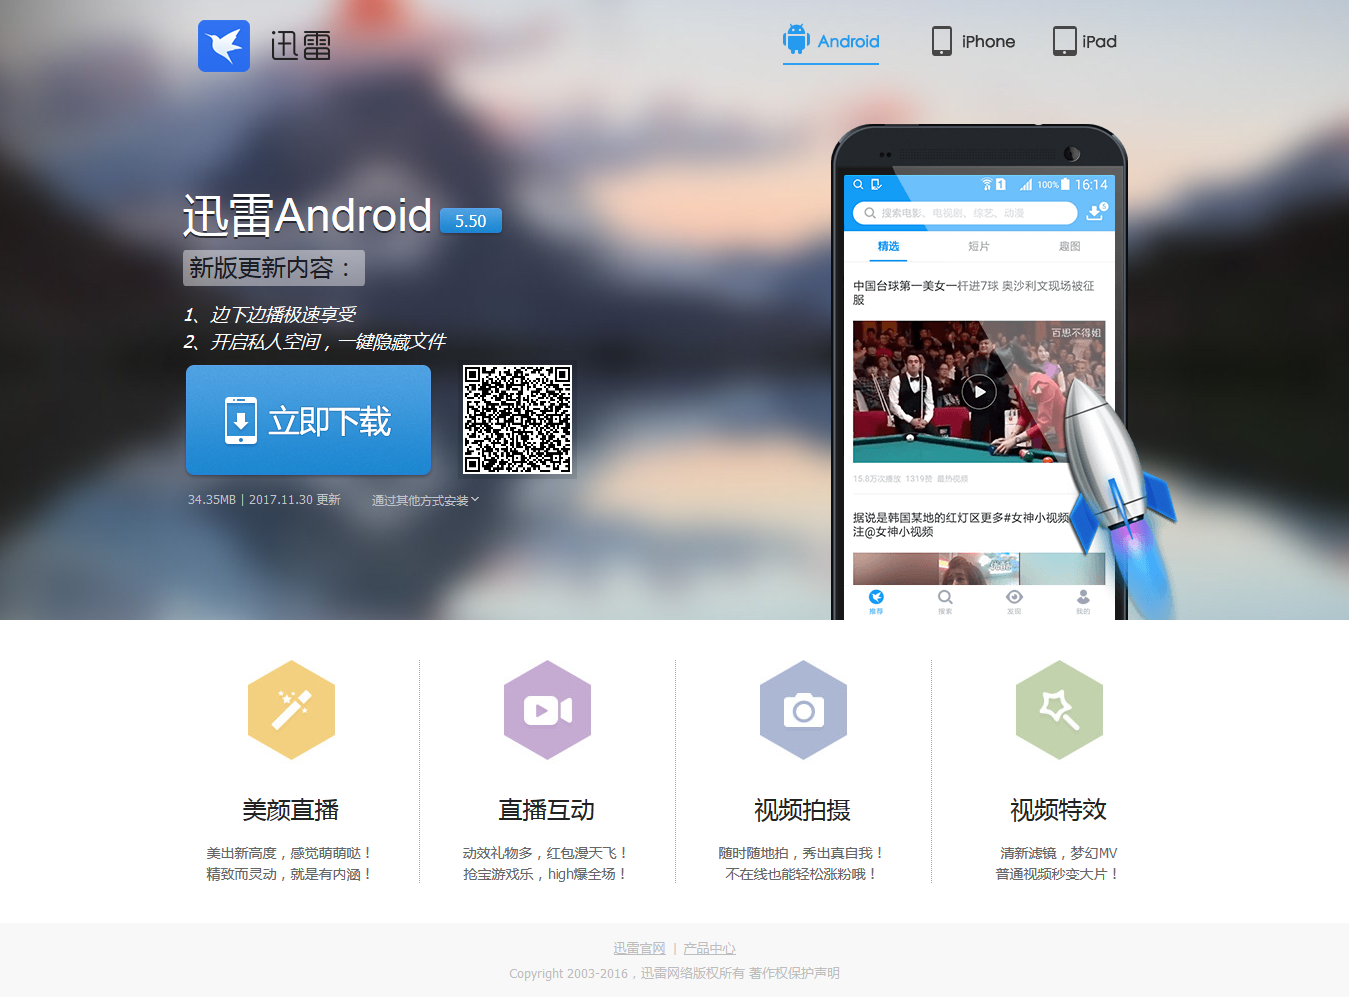 迅雷
Android
iPhone
iPad
迅雷Android 5.50
新版更新内容：
1、边下边播极速享受
2、开启私人空间，一键隐藏文件
立即下载
34.35MB | 2017.11.30 更新
通过其他方式安装
100% 16:14
搜索电影、电视剧、综艺、动漫
5
精选
短片
趣图
中国台球第一美女一杆进7球 奥沙利文现场被征
服
百思不得姐
15.8万次播放 1319赞 最热视频
据说是韩国某地的红灯区更多#女神小视频
注@女神小视频
推荐
搜索
发现
我的
美颜直播
美出新高度，感觉萌萌哒！
精致而灵动，就是有内涵！
直播互动
动效礼物多，红包漫天飞！
抢宝游戏乐，high爆全场！
视频拍摄
随时随地拍，秀出真自我！
不在线也能轻松涨粉哦！
视频特效
清新滤镜，梦幻MV
普通视频秒变大片！
迅雷官网 | 产品中心
Copyright 2003-2016，迅雷网络版权所有 著作权保护声明